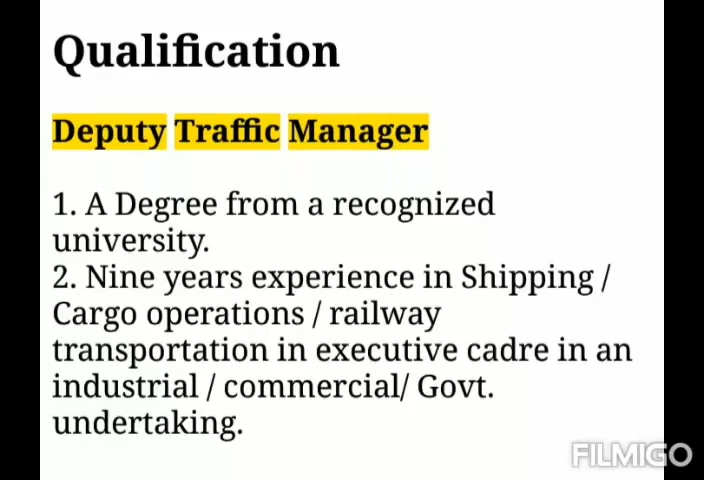 Qualification
Deputy Traffic Manager
1. A Degree from a recognized
university.
2. Nine years experience in Shipping /
Cargo operations / railway
transportation in executive cadre in an
industrial / commercial/ Govt.
undertaking.
FILMIGO